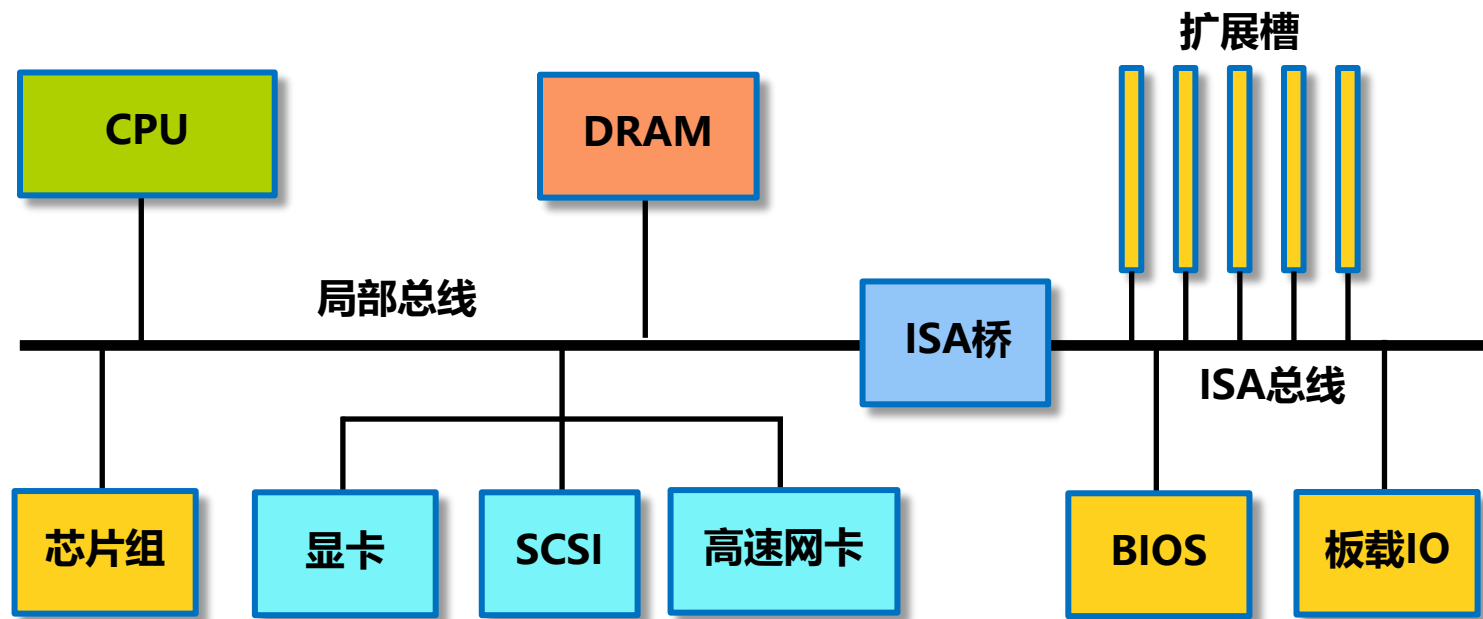 扩展槽
CPU
DRAM
局部总线
ISA桥
ISA总线
芯片组
显卡
SCSI
高速网卡
BIOS
板载IO